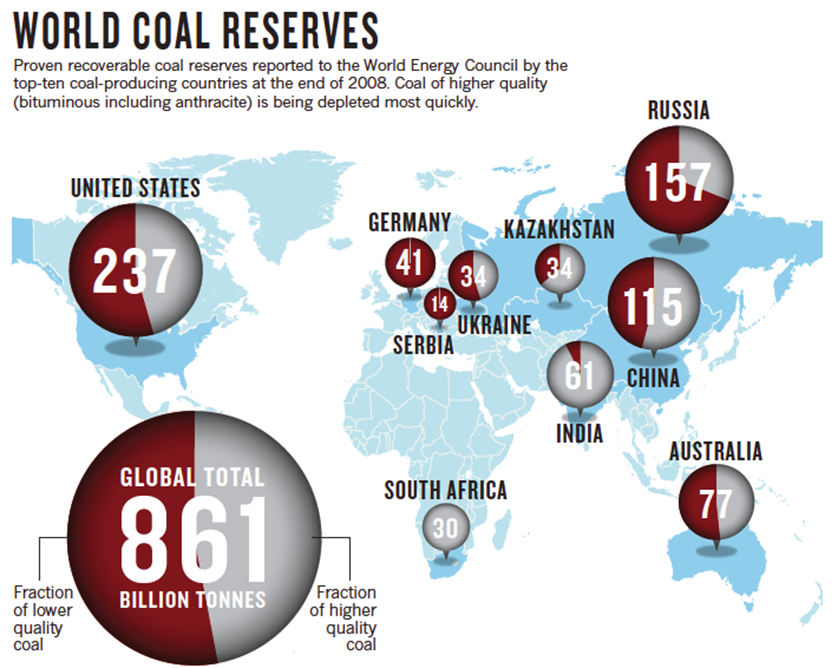 WORLD COAL RESERVES
Proven recoverable coal reserves reported to the World Energy Council by the
top-ten coal-producing countries at the end of 2008. Coal of higher quality
(bituminous including anthracite) is being depleted most quickly.
RUSSIA
157
UNITED STATES
237
GERMANY
41
KAZAKHSTAN
34
34
UKRAINE
14
SERBIA
115
CHINA
61
INDIA
AUSTRALIA
77
SOUTH AFRICA
30
GLOBAL TOTAL
861
BILLION TONNES
Fraction
of lower
quality
coal
Fraction
of higher
quality
coal